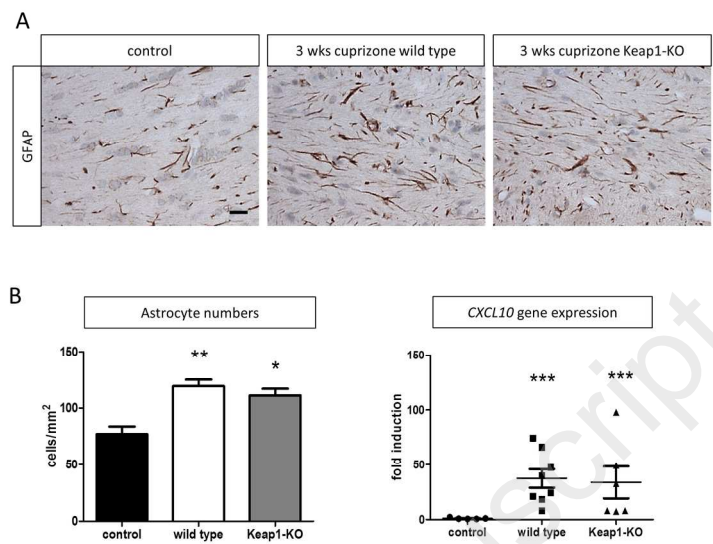 A
control
3 wks cuprizone wild type
3 wks cuprizone Keap1-KO
GFAP
B
Astrocyte numbers
CXCL10 gene expression
150
100
50
0
cells/mm2
**
*
control
wild type
Keap1-KO
150
100
50
0
fold induction
***
***
control
wild type
Keap1-KO
uscript